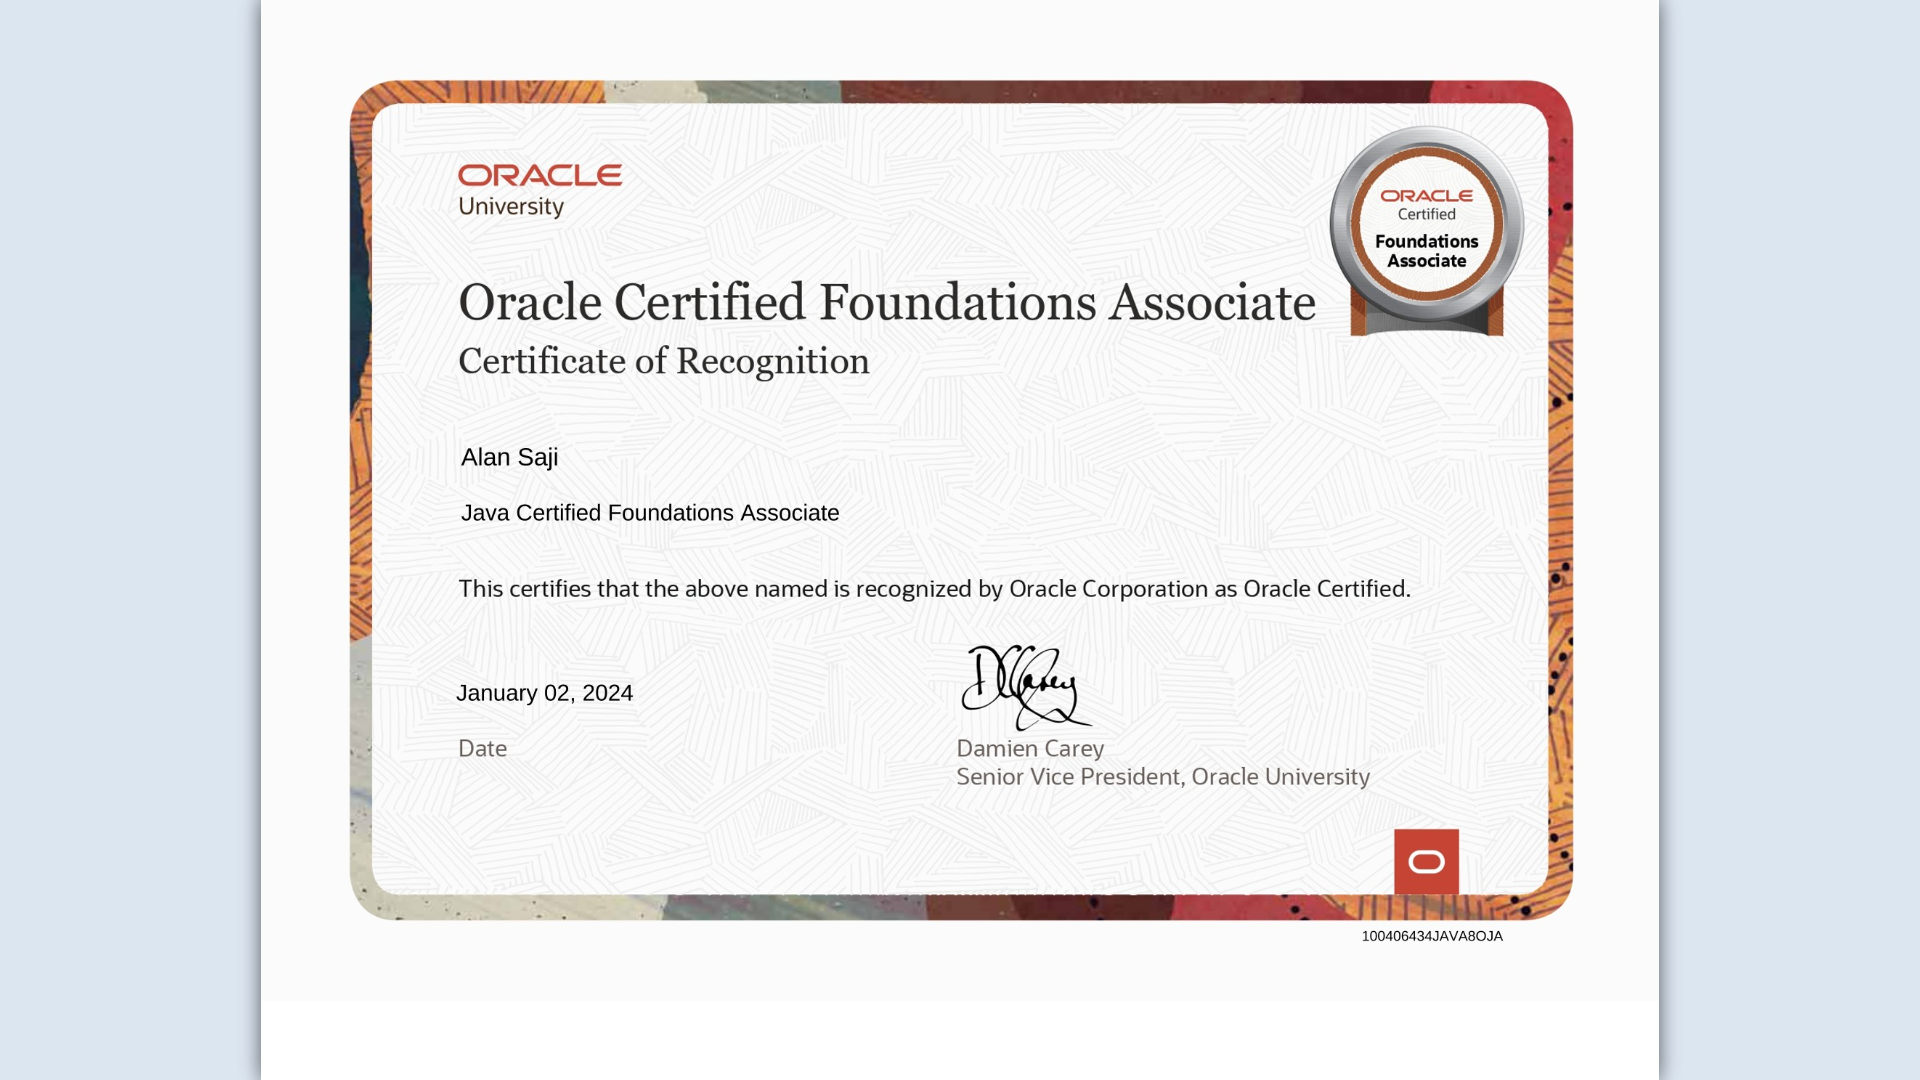 ORACLE
University
ORACLE
Certified
Foundations
Associate
Oracle Certified Foundations Associate
Certificate of Recognition
Alan Saji
Java Certified Foundations Associate
This certifies that the above named is recognized by Oracle Corporation as Oracle Certified.
DCCarey
January 02, 2024
Date
Damien Carey
Senior Vice President, Oracle University
100406434JAVA8OJA